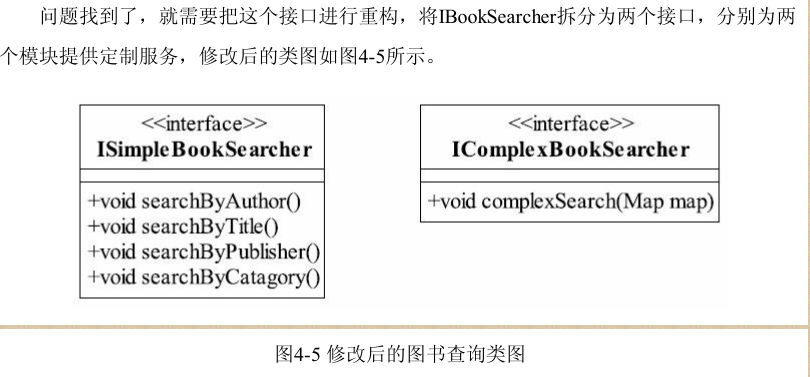 问题找到了，就需要把这个接口进行重构，将IBookSearcher拆分为两个接口，分别为两
个模块提供定制服务，修改后的类图如图4-5所示。
<<interface>>
ISimpleBookSearcher
+void searchByAuthor()
+void searchByTitle()
+void searchByPublisher()
+void searchByCatagory()
<<interface>>
IComplexBookSearcher
+void complexSearch(Map map)
图4-5 修改后的图书查询类图